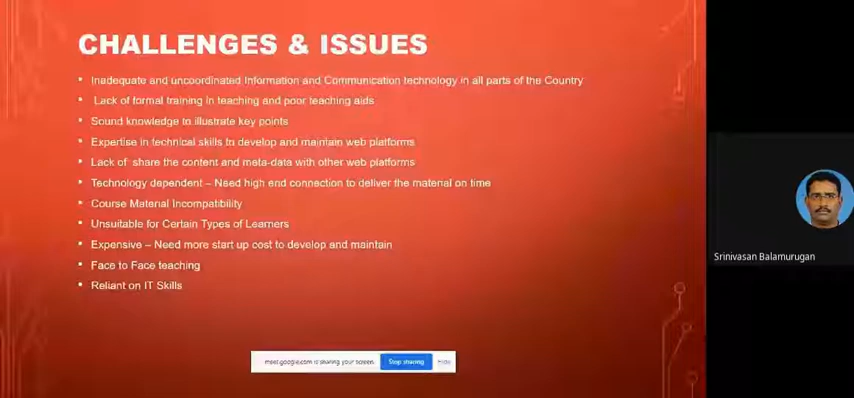 CHALLENGES & ISSUES
• Inadequate and uncoordinated Information and Communication technology in all parts of the Country
• Lack of formal training in teaching and poor teaching aids
• Sound knowledge to illustrate key points
• Expertise in technical skills to develop and maintain web platforms
• Lack of share the content and meta-data with other web platforms
• Technology dependent – Need high end connection to deliver the material on time
• Course Material Incompatibility
• Unsuitable for Certain Types of Learners
• Expensive – Need more start up cost to develop and maintain
• Face to Face teaching
• Reliant on IT Skills
meet.google.com is sharing your screen. Stop sharing Hide
Srinivasan Balamurugan